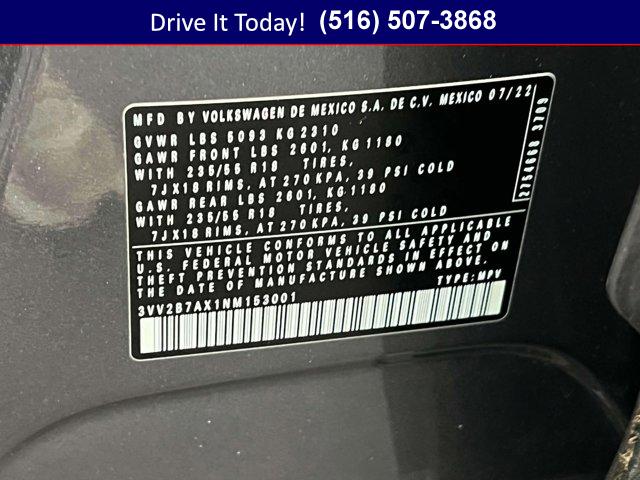 Drive It Today! (516) 507-3868
MFD BY VOLKSWAGEN DE MEXICO S.A. DE C.V. MEXICO 07/22
GVWR LBS 5093 KG 2310
GAWR FRONT LBS 2601, KG 1180
WITH 235/55 R18 TIRES,
7JX18 RIMS, AT 270 KPA, 39 PSI COLD
GAWR REAR LBS 2601, KG 1180
WITH 235/55 R18 TIRES,
7JX18 RIMS, AT 270 KPA, 39 PSI COLD
THIS VEHICLE CONFORMS TO ALL APPLICABLE
U.S. FEDERAL MOTOR VEHICLE SAFETY AND
THEFT PREVENTION STANDARDS IN EFFECT ON
THE DATE OF MANUFACTURE SHOWN ABOVE.
3VV2B7AX1NM153001 TYPE: MPV
2754668 3709